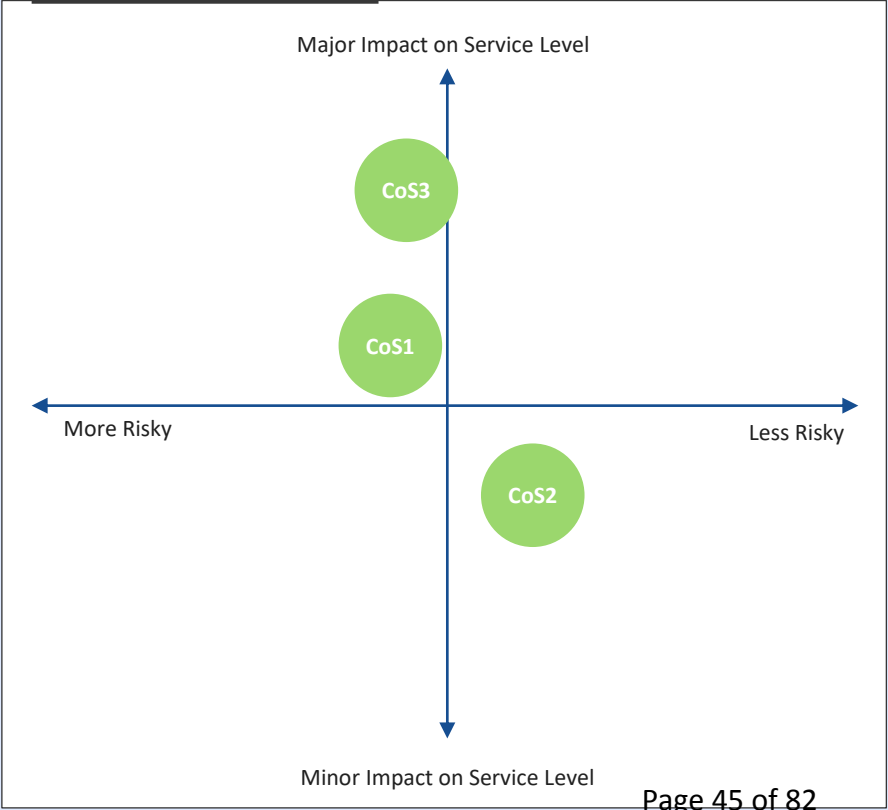 Major Impact on Service Level
CoS3
CoS1
More Risky
Less Risky
CoS2
Minor Impact on Service Level
Page 45 of 82